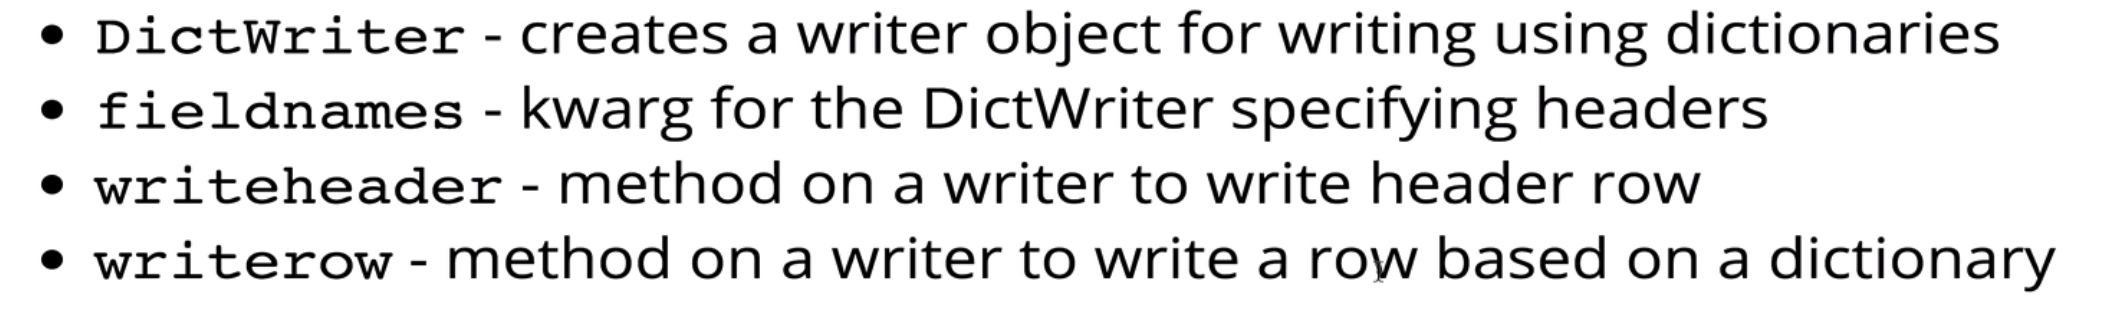 • DictWriter - creates a writer object for writing using dictionaries
• fieldnames - kwarg for the DictWriter specifying headers
• writeheader - method on a writer to write header row
• writerow - method on a writer to write a row based on a dictionary